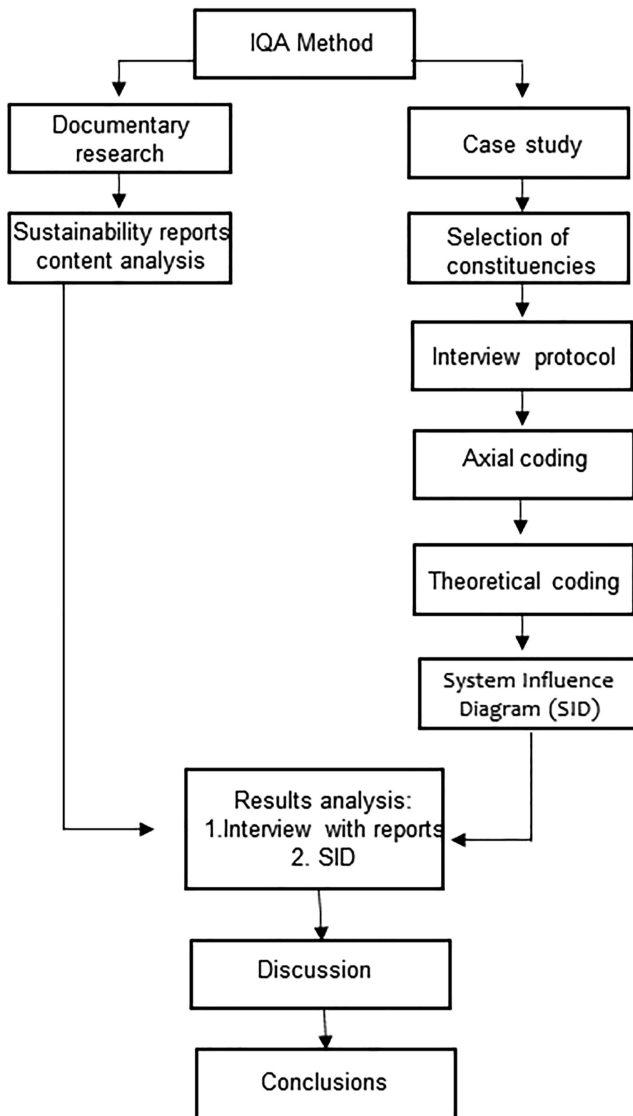 IQA Method
Documentary
research
Sustainability reports
content analysis
Case study
Selection of
constituencies
Interview protocol
Axial coding
Theoretical coding
System Influence
Diagram (SID)
Results analysis:
1.Interview with reports
2. SID
Discussion
Conclusions